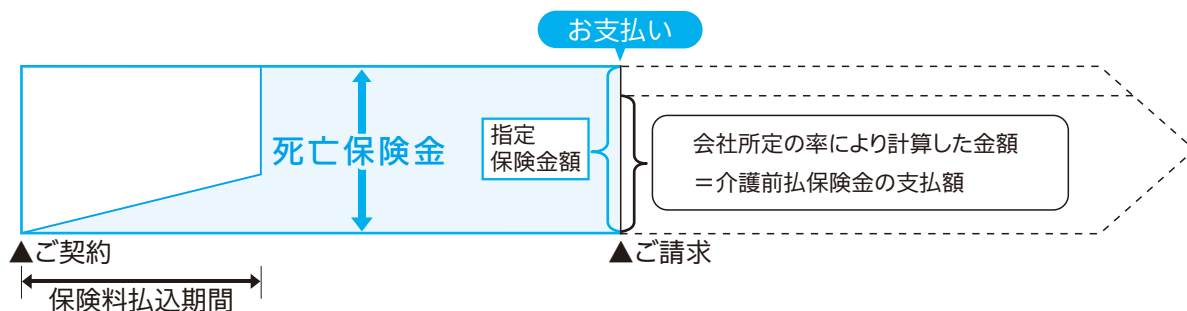 お支払い
死亡保険金
指定
保険金額
会社所定の率により計算した金額
＝介護前払保険金の支払額
▲ご契約
▲ご請求
保険料払込期間